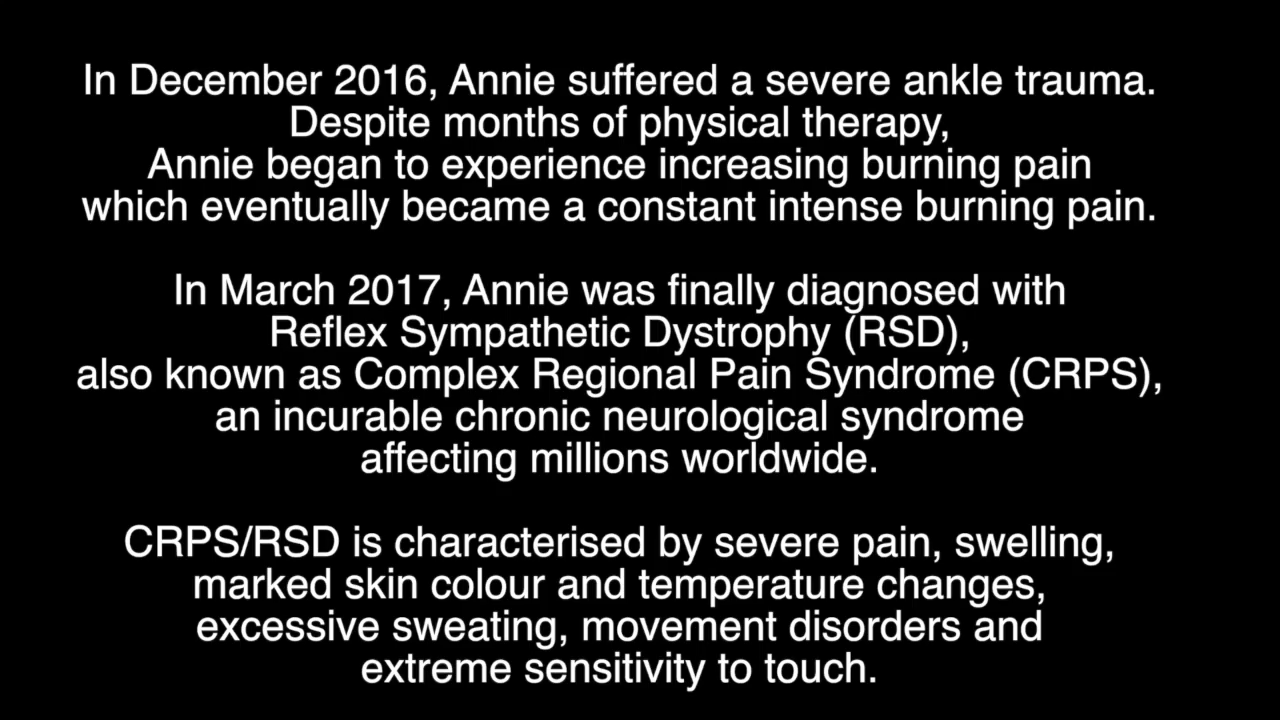 In December 2016, Annie suffered a severe ankle trauma.
Despite months of physical therapy,
Annie began to experience increasing burning pain
which eventually became a constant intense burning pain.
In March 2017, Annie was finally diagnosed with
Reflex Sympathetic Dystrophy (RSD),
also known as Complex Regional Pain Syndrome (CRPS),
an incurable chronic neurological syndrome
affecting millions worldwide.
CRPS/RSD is characterised by severe pain, swelling,
marked skin colour and temperature changes,
excessive sweating, movement disorders and
extreme sensitivity to touch.